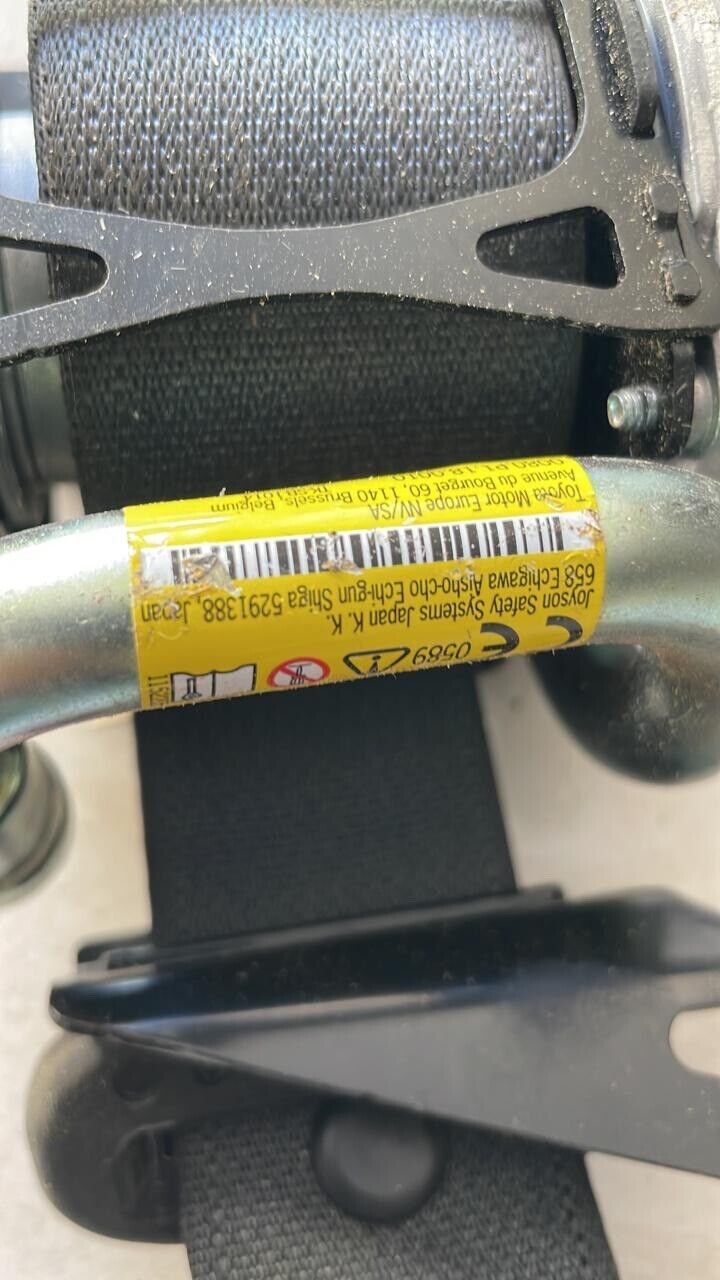 CE 0589
Joyson Safety Systems Japan K. K.
658 Echigawa Aisho-cho Echi-gun Shiga 5291388, Japan
Toyota Motor Europe NV/SA
Avenue du Bourget 60, 1140 Brussels, Belgium